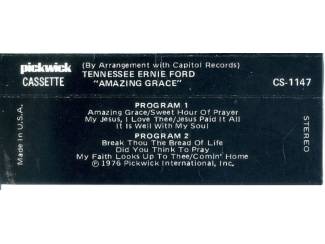 pickwick
CASSETTE
(By Arrangement with Capitol Records)
TENNESSEE ERNIE FORD
"AMAZING GRACE"
CS-1147
Made in U.S.A.
PROGRAM 1
Amazing Grace/Sweet Hour Of Prayer
My Jesus, I Love Thee/Jesus Paid It All
It Is Well With My Soul
PROGRAM 2
Break Thou The Bread Of Life
Did You Think To Pray
My Faith Looks Up To Thee/Comin' Home
© 1976 Pickwick International, Inc.
STEREO